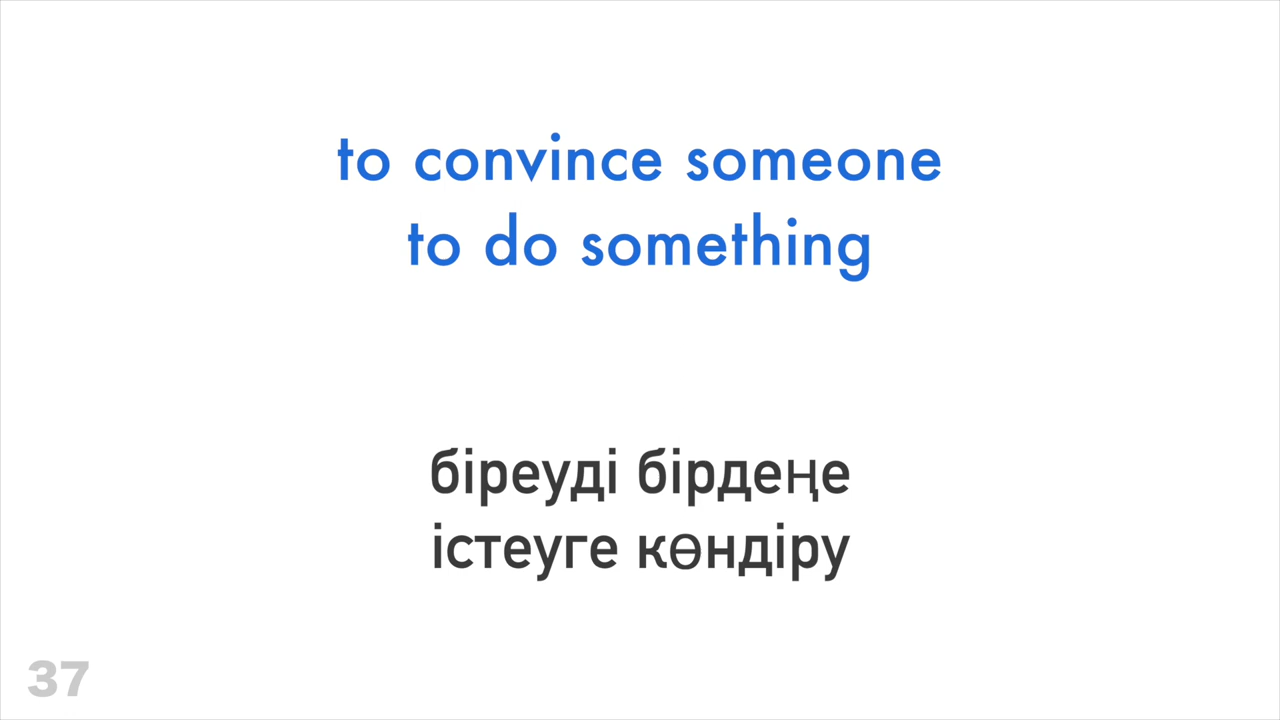 to convince someone
to do something
біреуді бірдеңе
істеуге көндіру
37